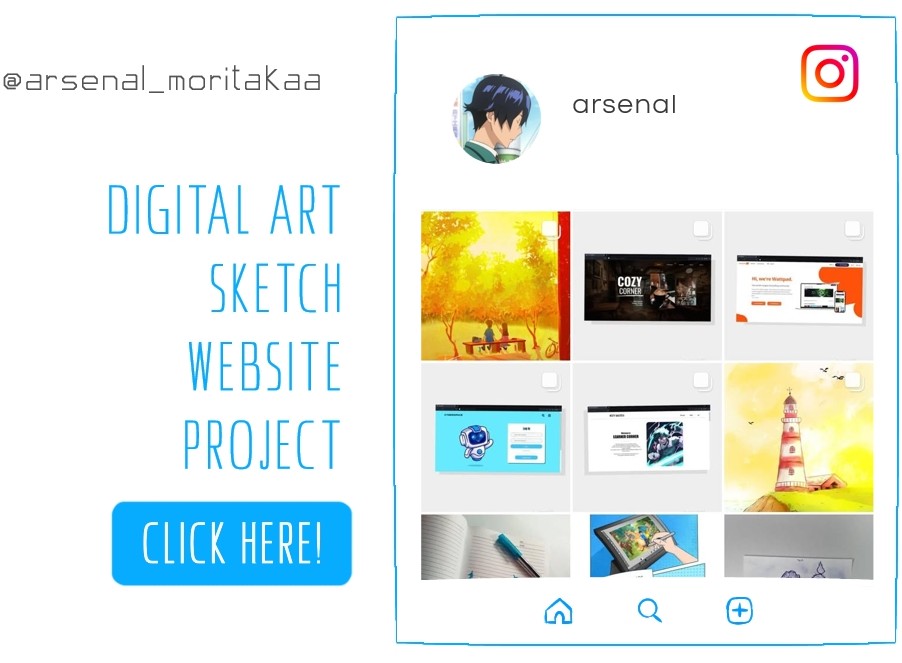 @arsenal_moritaKaa
arsenal
DIGITAL ART
SKETCH
WEBSITE
PROJECT
CLICK HERE!
COZY
CORNER